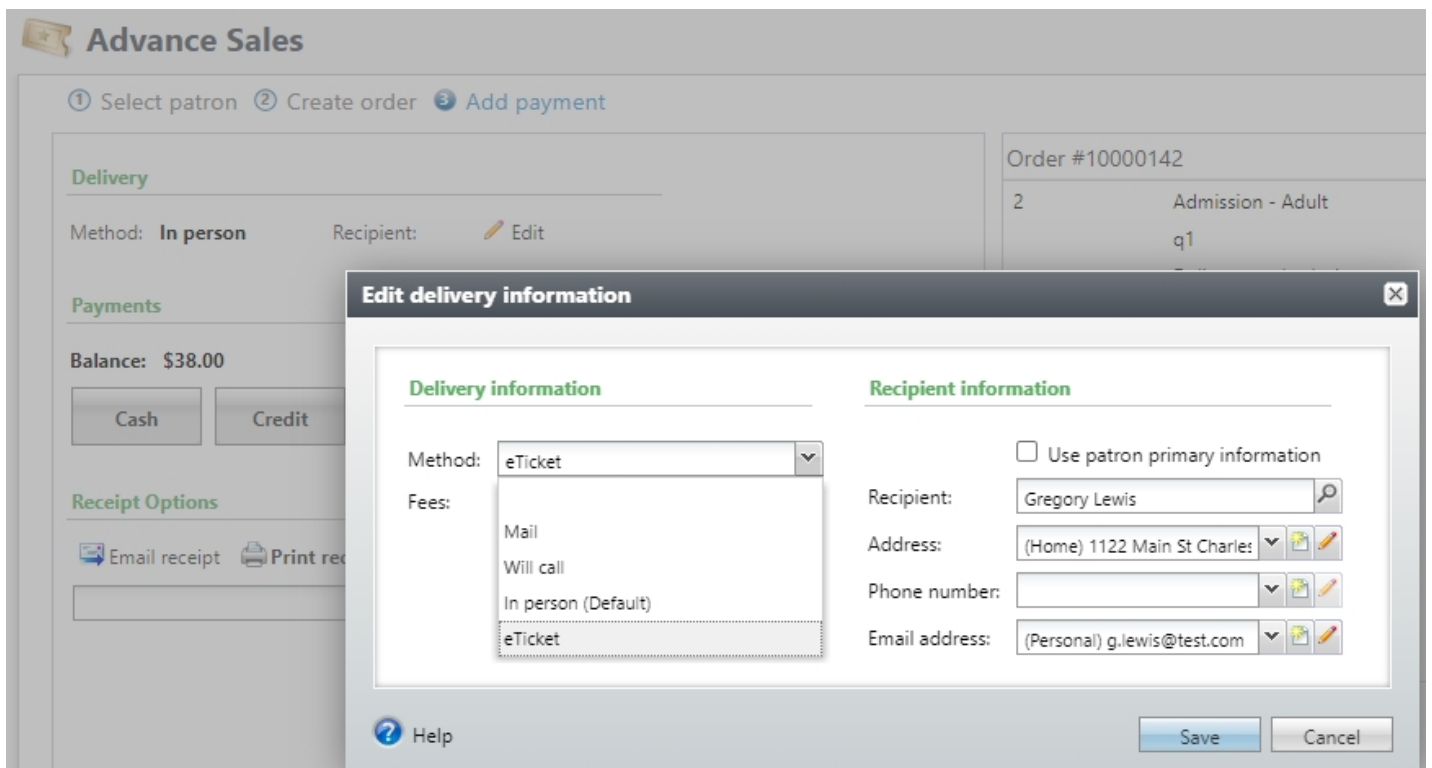 Advance Sales
1 Select patron 2 Create order 3 Add payment
Delivery
Method: In person Recipient: Edit
Payments
Balance: $38.00
Cash Credit
Receipt Options
Email receipt Print rec
Order #10000142
2 Admission - Adult
q1
Edit delivery information
Delivery information
Method: eTicket
Fees:
Mail
Will call
In person (Default)
eTicket
Recipient information
Use patron primary information
Recipient: Gregory Lewis
Address: (Home) 1122 Main St Charles
Phone number:
Email address: (Personal) g.lewis@test.com
Help
Save Cancel